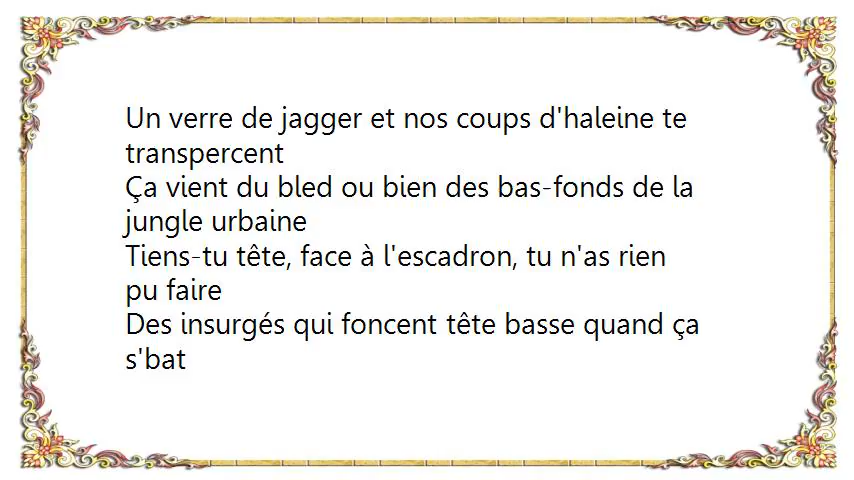 Un verre de jagger et nos coups d'haleine te
transpercent
Ça vient du bled ou bien des bas-fonds de la
jungle urbaine
Tiens-tu tête, face à l'escadron, tu n'as rien
pu faire
Des insurgés qui foncent tête basse quand ça
s'bat